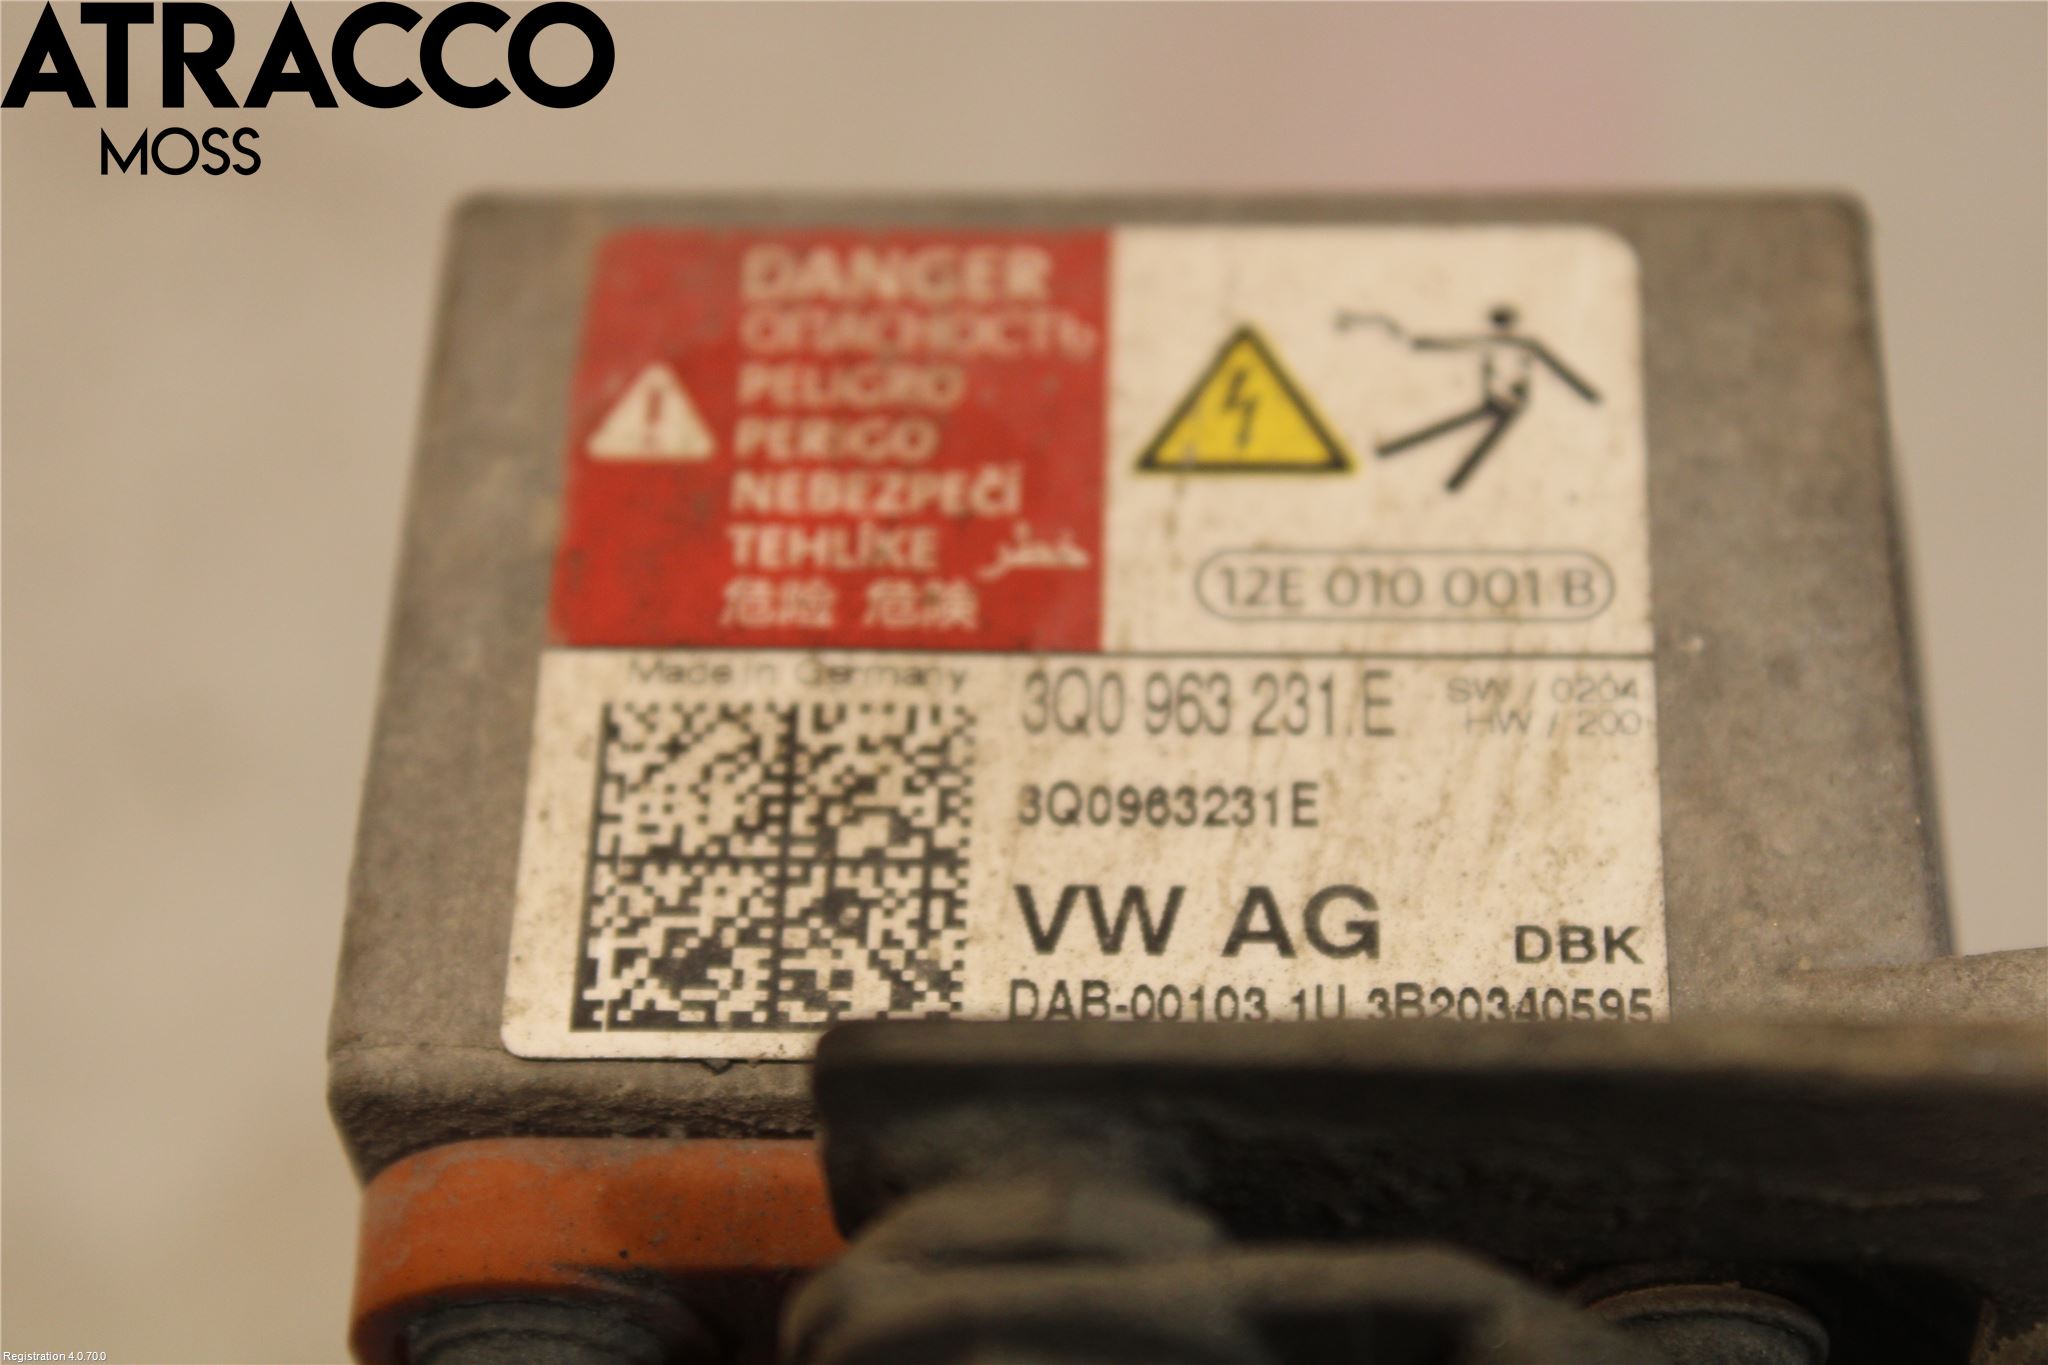 ATRACCO
MOSS
DANGER
ОПАСНОСТЬ
PELIGRO
PERIGO
NEBEZPEČÍ
TEHLİKE خطر
危险 危険
12E 010 001 B
Made in Germany
3Q0 963 231.E
SW / 0204
HW / 200
3Q0963231E
VW AG
DBK
DAB-00103.1U.3B20340595
Registration 4.0.70.0